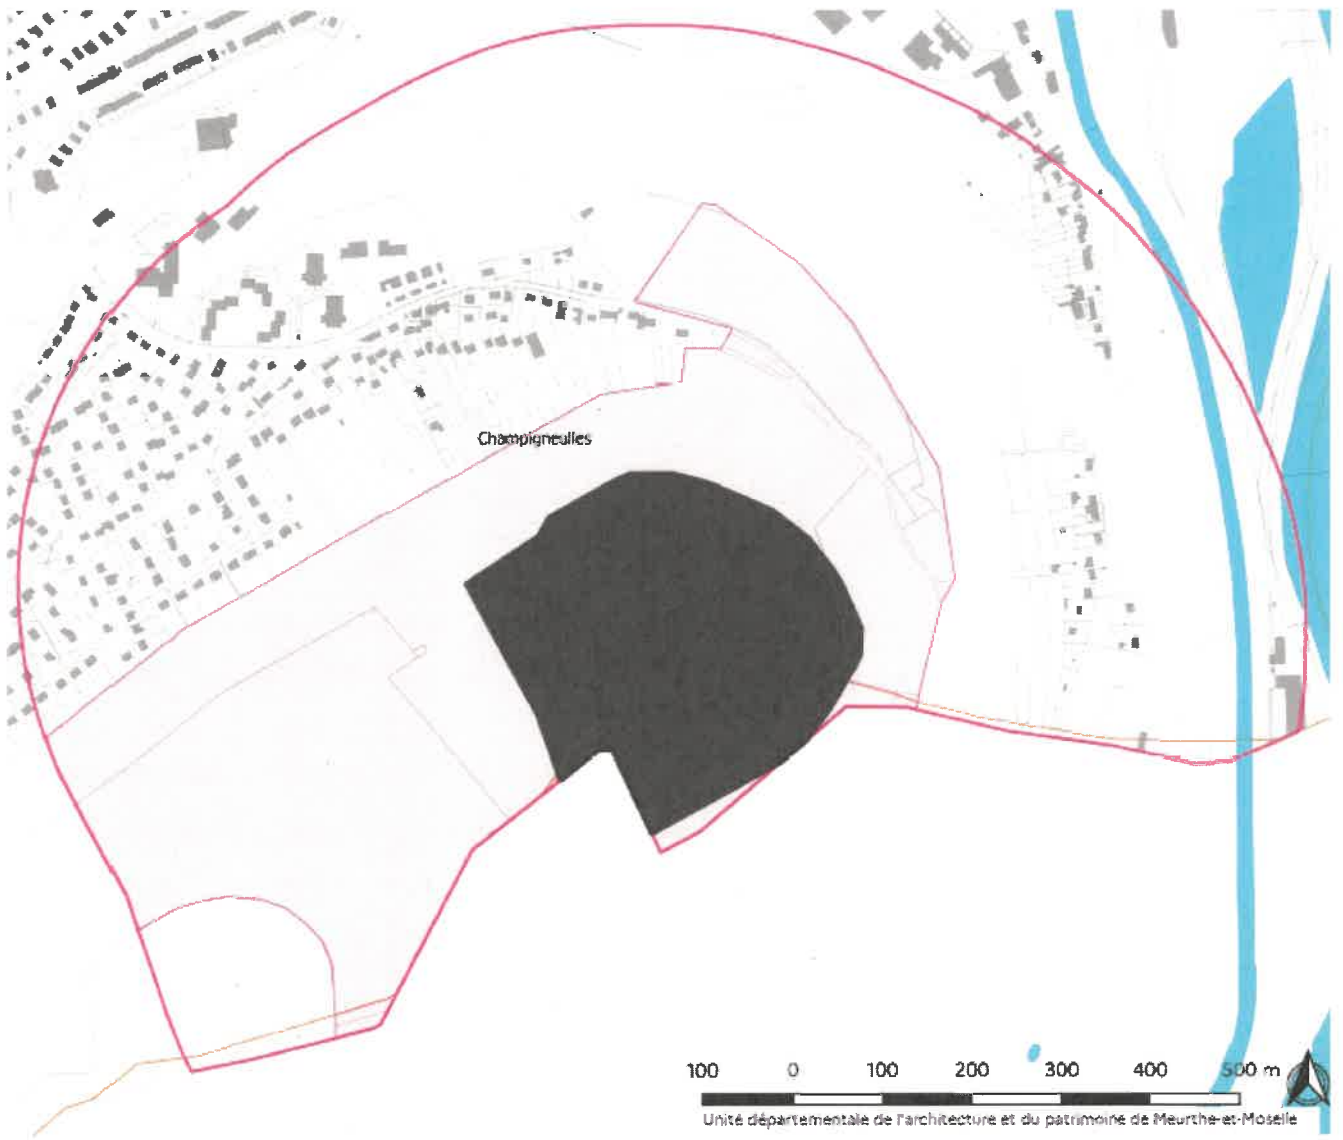 Champigneulles
100 0 100 200 300 400 500 m
Unité départementale de l'architecture et du patrimoine de Meurthe-et-Moselle